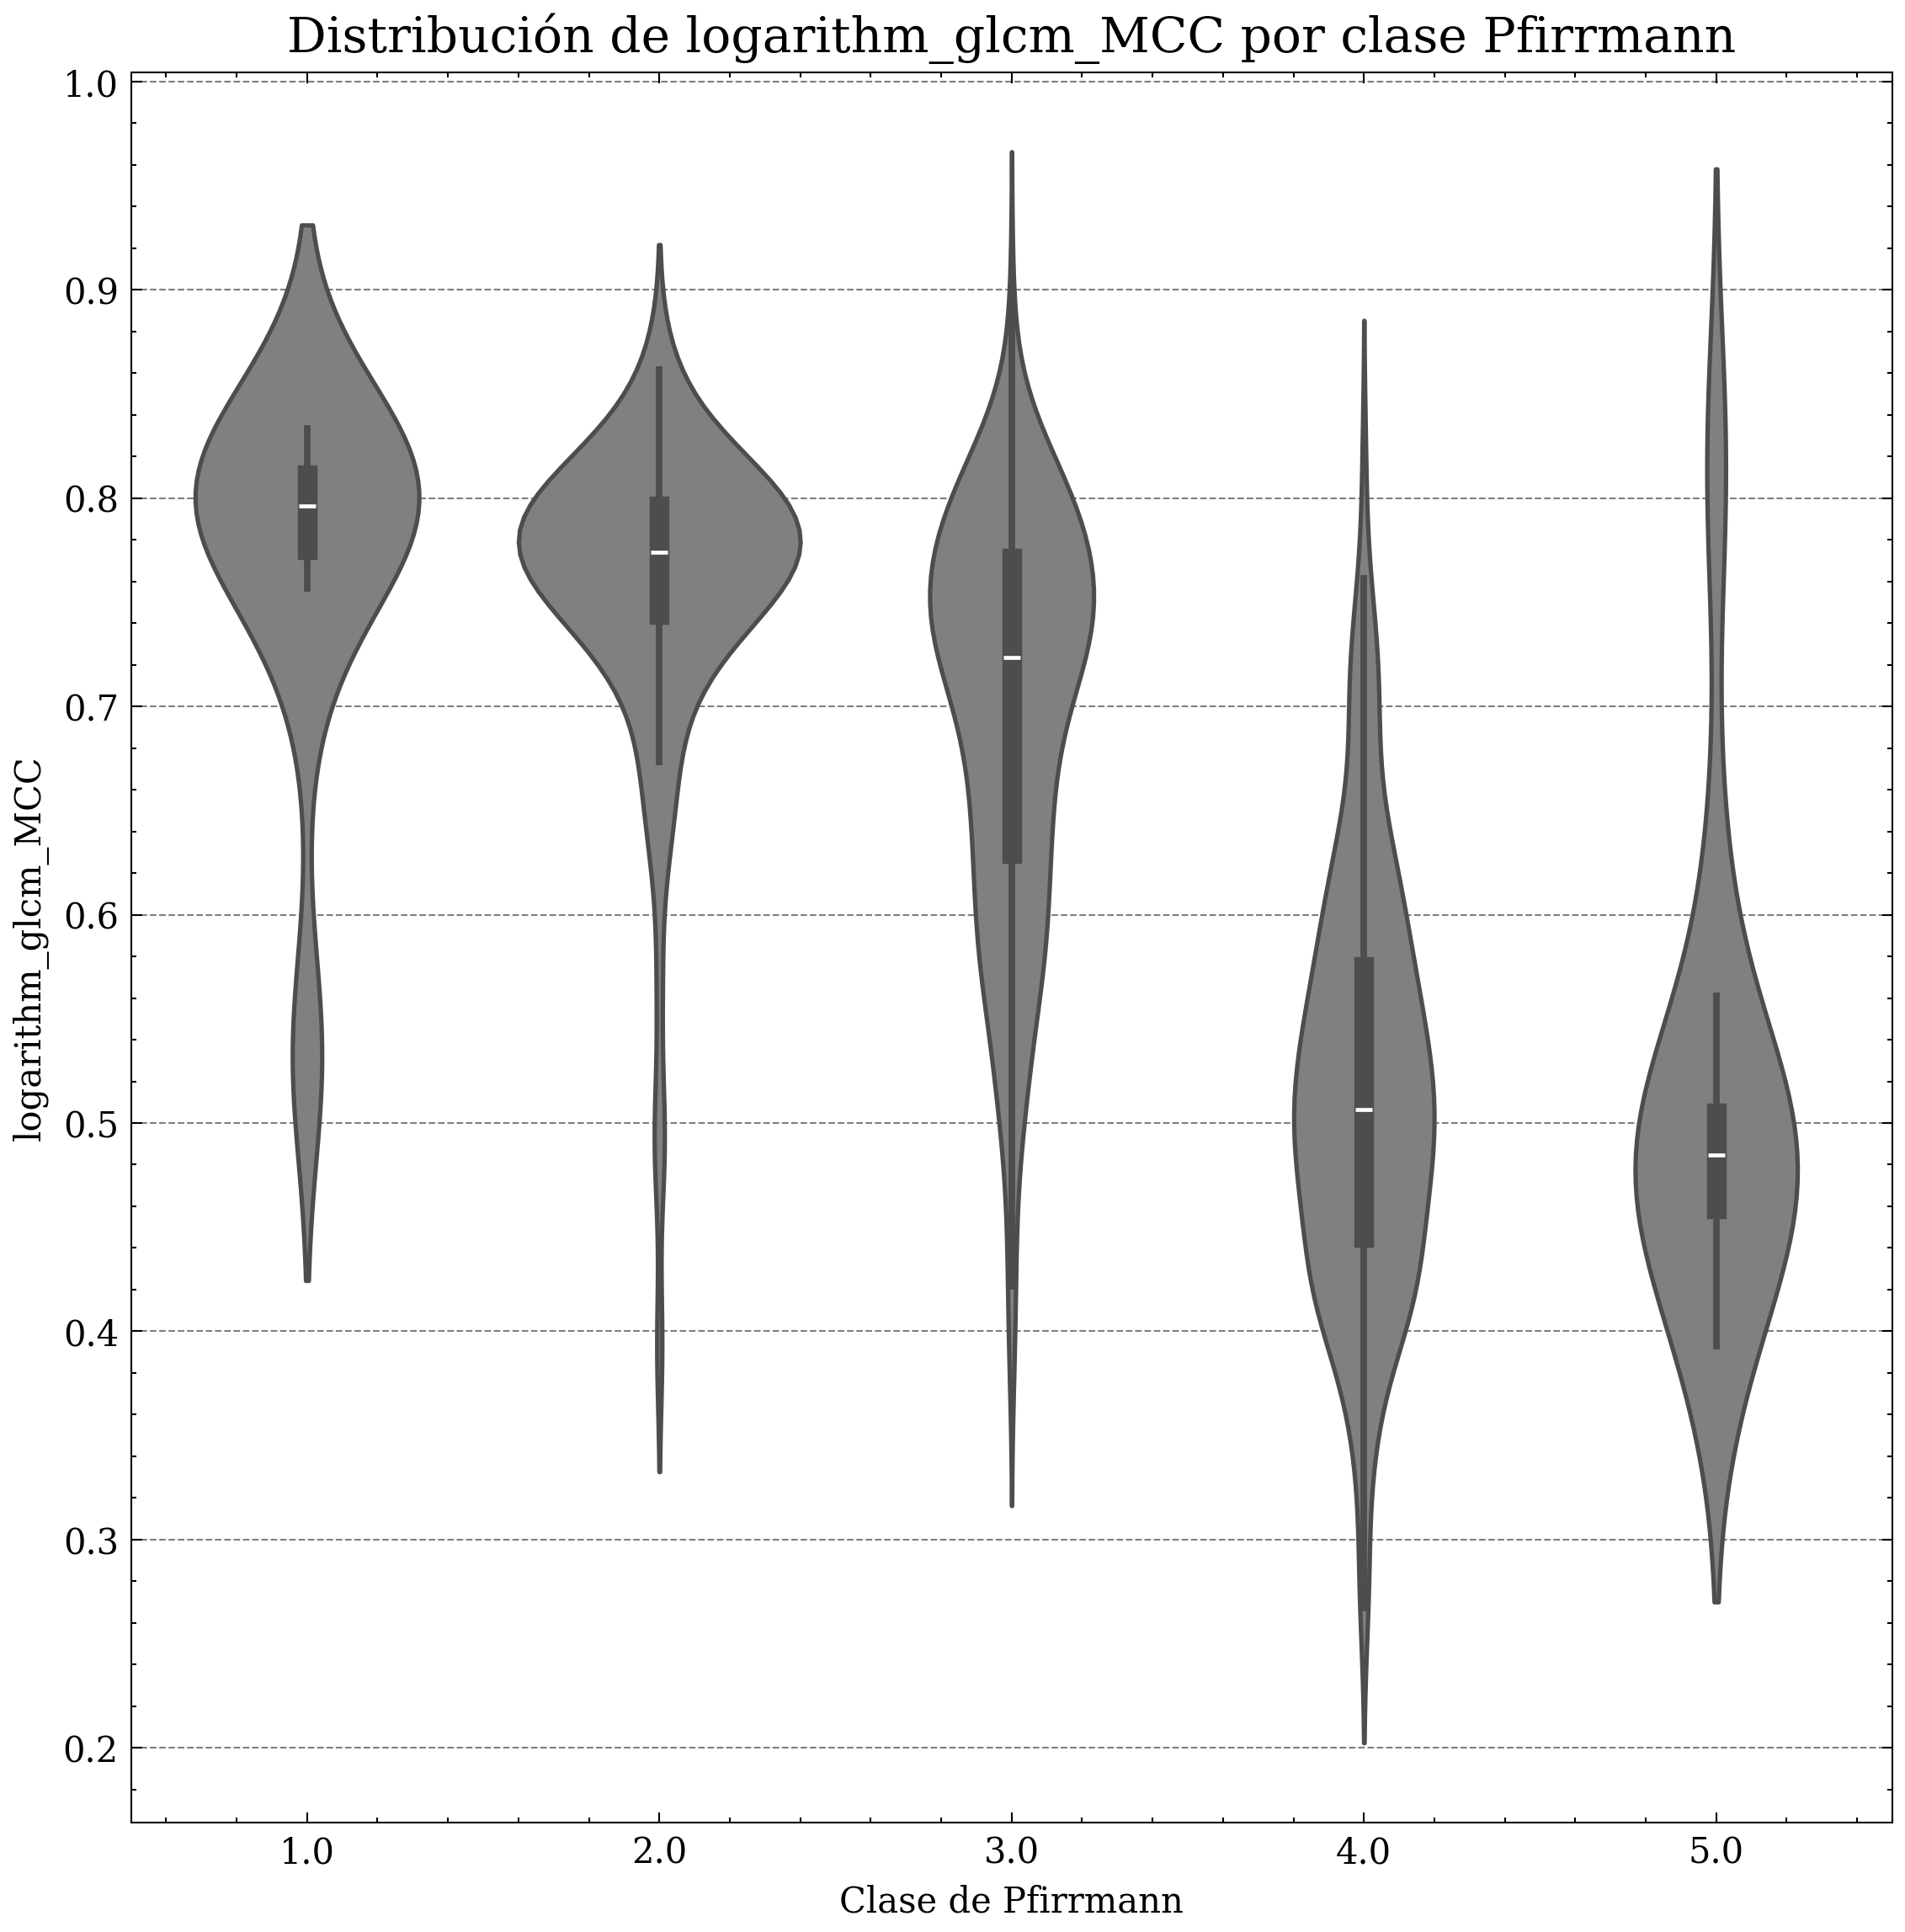 Distribución de logarithm_glcm_MCC por clase Pfirrmann
1.0
0.9
0.8
0.7
0.6
0.5
0.4
0.3
0.2
logarithm_glcm_MCC
1.0 2.0 3.0 4.0 5.0
Clase de Pfirrmann